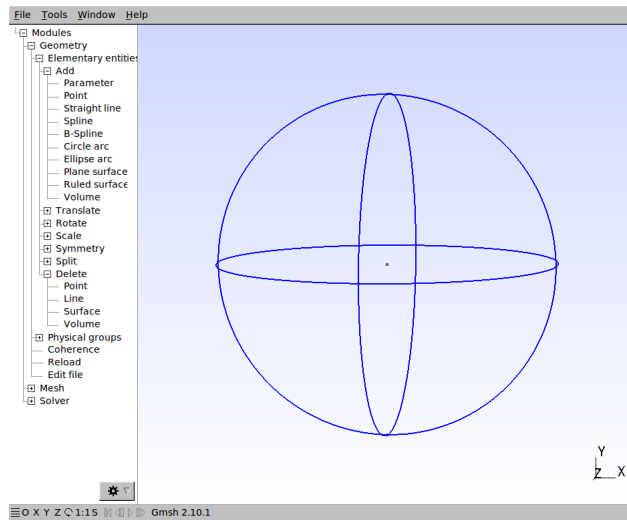 File Tools Window Help
Modules
Geometry
Elementary entities
Add
Parameter
Point
Straight line
Spline
B-Spline
Circle arc
Ellipse arc
Plane surface
Ruled surface
Volume
Translate
Rotate
Scale
Symmetry
Split
Delete
Point
Line
Surface
Volume
Physical groups
Coherence
Reload
Edit file
Mesh
Solver
Y
Z X
O X Y Z 1:1 S Gmsh 2.10.1